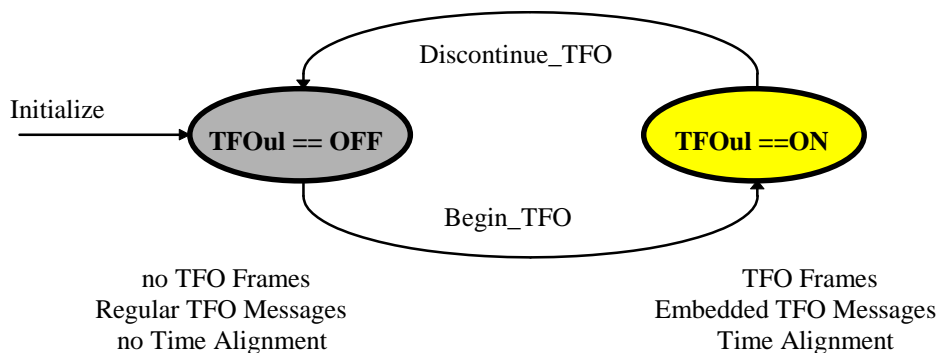 Discontinue_TFO
Initialize
TFOul == OFF
TFOul ==ON
Begin_TFO
no TFO Frames
Regular TFO Messages
no Time Alignment
TFO Frames
Embedded TFO Messages
Time Alignment